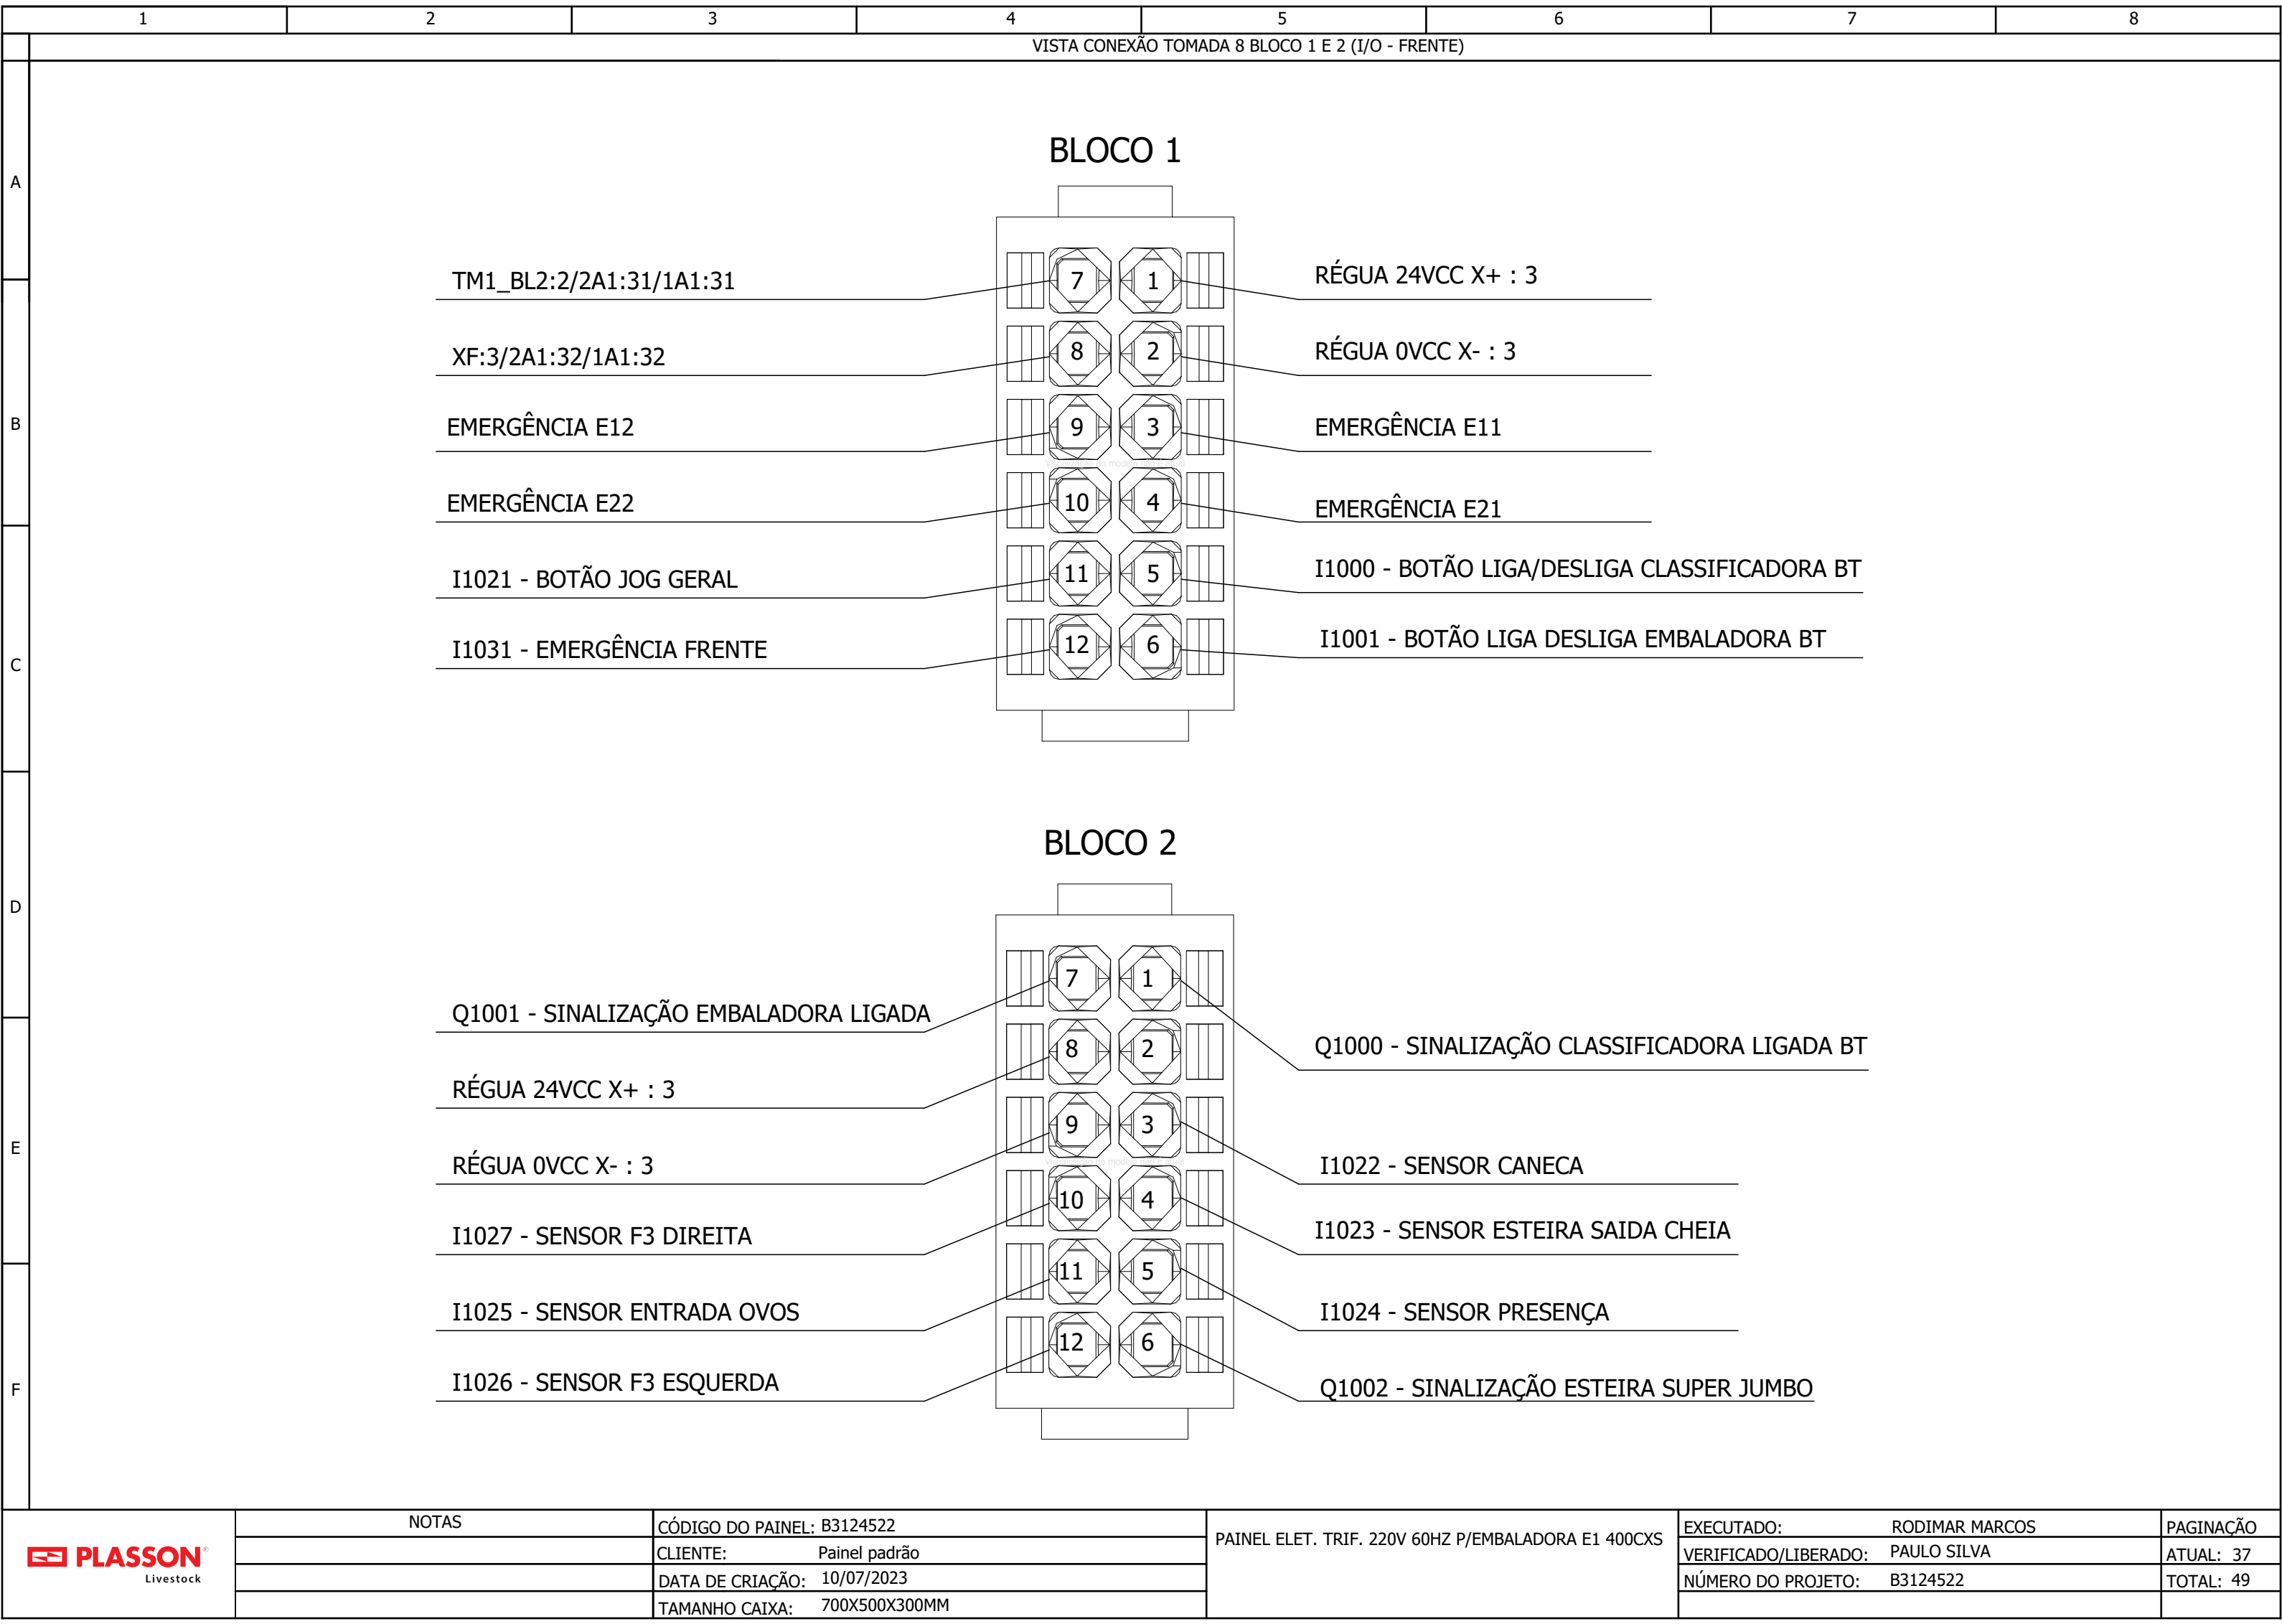 1 2 3 4 5 6 7 8
VISTA CONEXÃO TOMADA 8 BLOCO 1 E 2 (I/O - FRENTE)
A
B
C
D
E
F
BLOCO 1
TM1_BL2:2/2A1:31/1A1:31 7 1 RÉGUA 24VCC X+ : 3
XF:3/2A1:32/1A1:32 8 2 RÉGUA 0VCC X- : 3
EMERGÊNCIA E12 9 3 EMERGÊNCIA E11
EMERGÊNCIA E22 10 4 EMERGÊNCIA E21
I1021 - BOTÃO JOG GERAL 11 5 I1000 - BOTÃO LIGA/DESLIGA CLASSIFICADORA BT
I1031 - EMERGÊNCIA FRENTE 12 6 I1001 - BOTÃO LIGA DESLIGA EMBALADORA BT
BLOCO 2
7 1
Q1001 - SINALIZAÇÃO EMBALADORA LIGADA
8 2 Q1000 - SINALIZAÇÃO CLASSIFICADORA LIGADA BT
RÉGUA 24VCC X+ : 3
9 3
RÉGUA 0VCC X- : 3 I1022 - SENSOR CANECA
10 4
I1027 - SENSOR F3 DIREITA I1023 - SENSOR ESTEIRA SAIDA CHEIA
11 5
I1025 - SENSOR ENTRADA OVOS I1024 - SENSOR PRESENÇA
12 6
I1026 - SENSOR F3 ESQUERDA Q1002 - SINALIZAÇÃO ESTEIRA SUPER JUMBO
PLASSON®
Livestock
NOTAS
CÓDIGO DO PAINEL: B3124522
CLIENTE: Painel padrão
DATA DE CRIAÇÃO: 10/07/2023
TAMANHO CAIXA: 700X500X300MM
PAINEL ELET. TRIF. 220V 60HZ P/EMBALADORA E1 400CXS
EXECUTADO: RODIMAR MARCOS
VERIFICADO/LIBERADO: PAULO SILVA
NÚMERO DO PROJETO: B3124522
PAGINAÇÃO
ATUAL: 37
TOTAL: 49